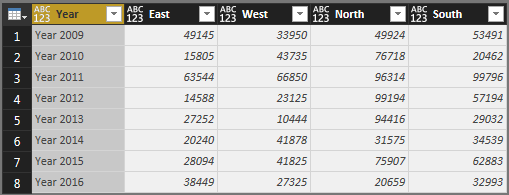 ABC 123 Year ABC 123 East ABC 123 West ABC 123 North ABC 123 South
1 Year 2009 49145 33950 49924 53491
2 Year 2010 15805 43735 76718 20462
3 Year 2011 63544 66850 96314 99796
4 Year 2012 14588 23125 99194 57194
5 Year 2013 27252 10444 94416 29032
6 Year 2014 20240 41878 31575 34539
7 Year 2015 28094 41825 75907 62883
8 Year 2016 38449 27325 20659 32993